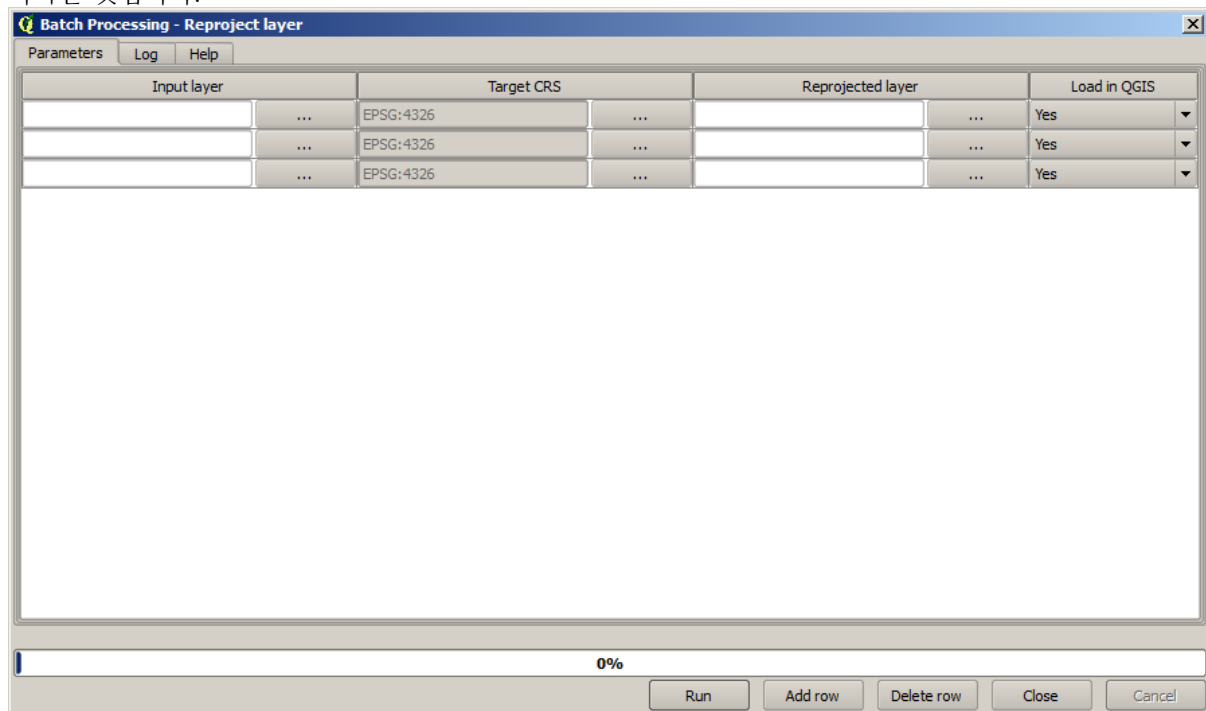 Batch Processing - Reproject layer
Parameters Log Help
Input layer Target CRS Reprojected layer Load in QGIS
... EPSG:4326 ... ... Yes
... EPSG:4326 ... ... Yes
... EPSG:4326 ... ... Yes
0%
Run Add row Delete row Close Cancel